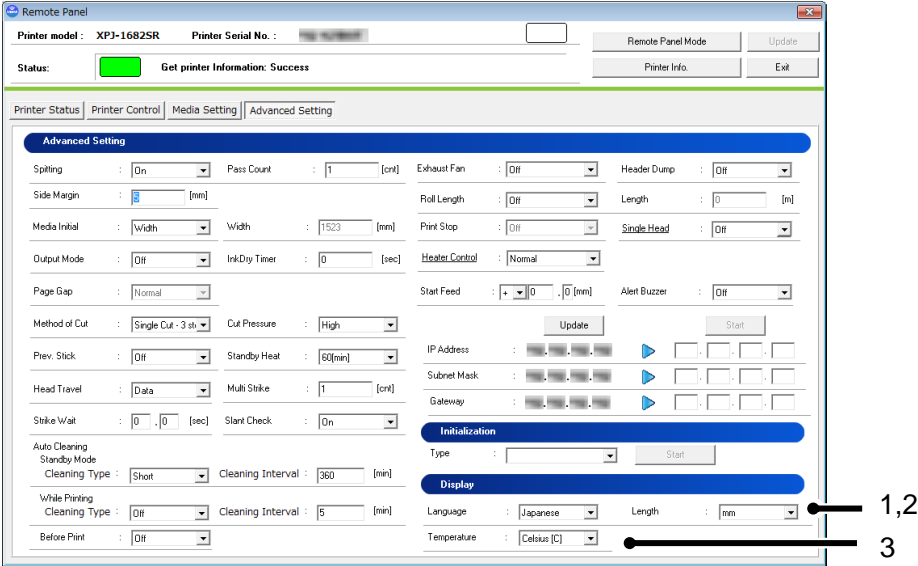 Remote Panel
Printer model : XPJ-1682SR Printer Serial No. :
Remote Panel Mode Update
Status: Get printer Information: Success
Printer Info. Exit
Printer Status Printer Control Media Setting Advanced Setting
Advanced Setting
Spitting : On Pass Count : 1 [cnt] Exhaust Fan : Off Header Dump : Off
Side Margin : 5 [mm] Roll Length : Off Length : 0 [m]
Media Initial : Width Width : 1523 [mm] Print Stop : Off Single Head : Off
Output Mode : Off InkDry Timer : 0 [sec] Heater Control : Normal
Page Gap : Normal Start Feed : + 0 . 0 [mm] Alert Buzzer : Off
Method of Cut : Single Cut - 3 ste Cut Pressure : High Update Start
Prev. Stick : Off Standby Heat : 60[min] IP Address :
Head Travel : Data Multi Strike : 1 [cnt] Subnet Mask :
Strike Wait : 0 . 0 [sec] Slant Check : On Gateway :
Initialization
Type : Start
Auto Cleaning
Standby Mode
Cleaning Type : Short Cleaning Interval : 360 [min]
Display
While Printing
Cleaning Type : Off Cleaning Interval : 5 [min] Language : Japanese Length : mm 1,2
Before Print : Off Temperature : Celsius [C] 3